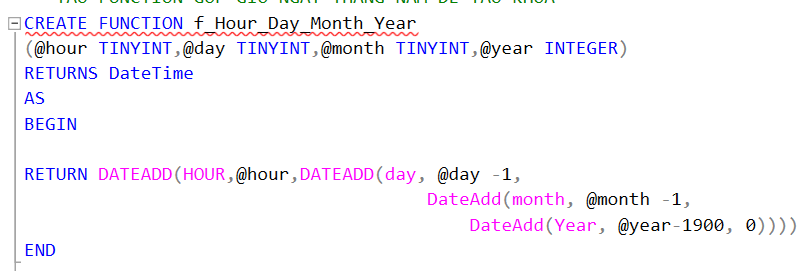 TAO FUNCTION GOP GIO NGAY THANG NAM DE TAO KHOA
CREATE FUNCTION f_Hour_Day_Month_Year
(@hour TINYINT,@day TINYINT,@month TINYINT,@year INTEGER)
RETURNS DateTime
AS
BEGIN
RETURN DATEADD(HOUR,@hour,DATEADD(day, @day -1,
DateAdd(month, @month -1,
DateAdd(Year, @year-1900, 0))))
END